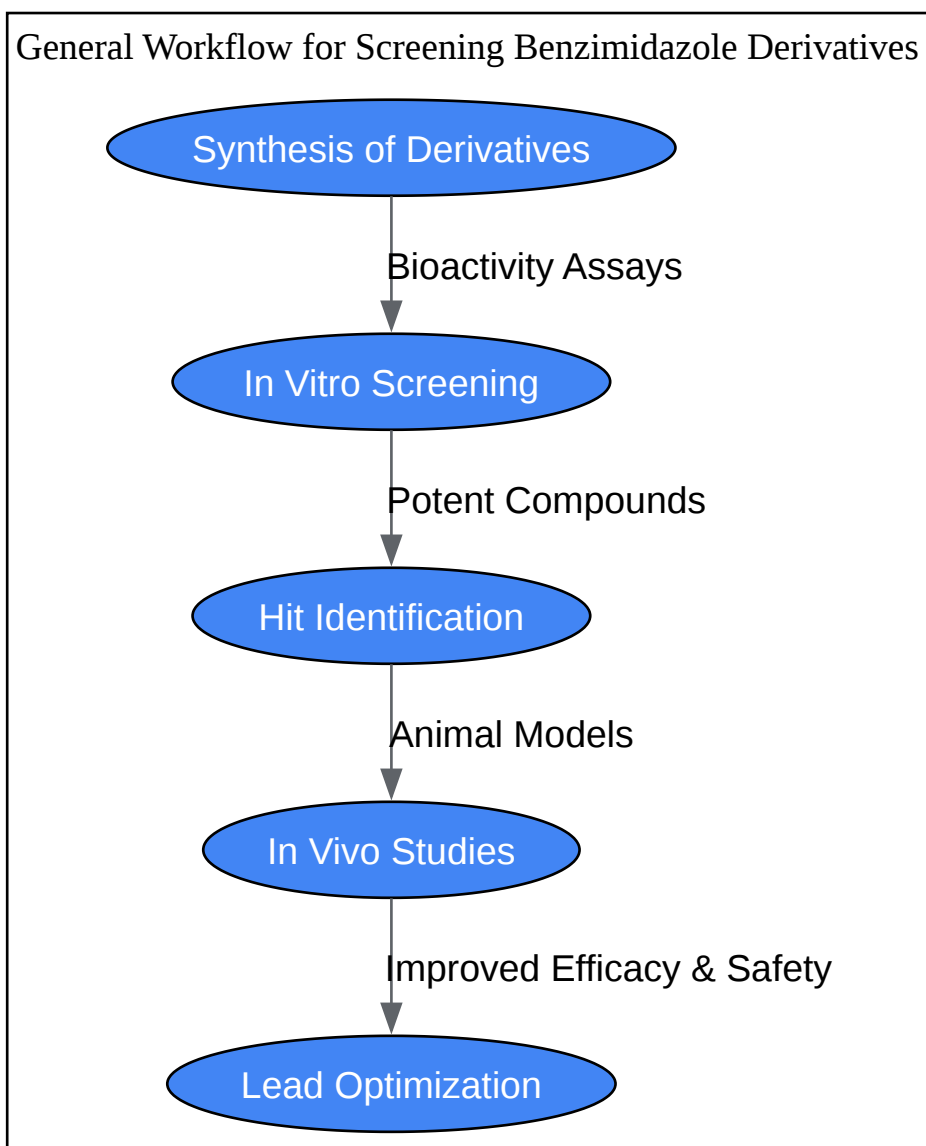 General Workflow for Screening Benzimidazole Derivatives
Synthesis of Derivatives
Bioactivity Assays
In Vitro Screening
Potent Compounds
Hit Identification
Animal Models
In Vivo Studies
Improved Efficacy & Safety
Lead Optimization